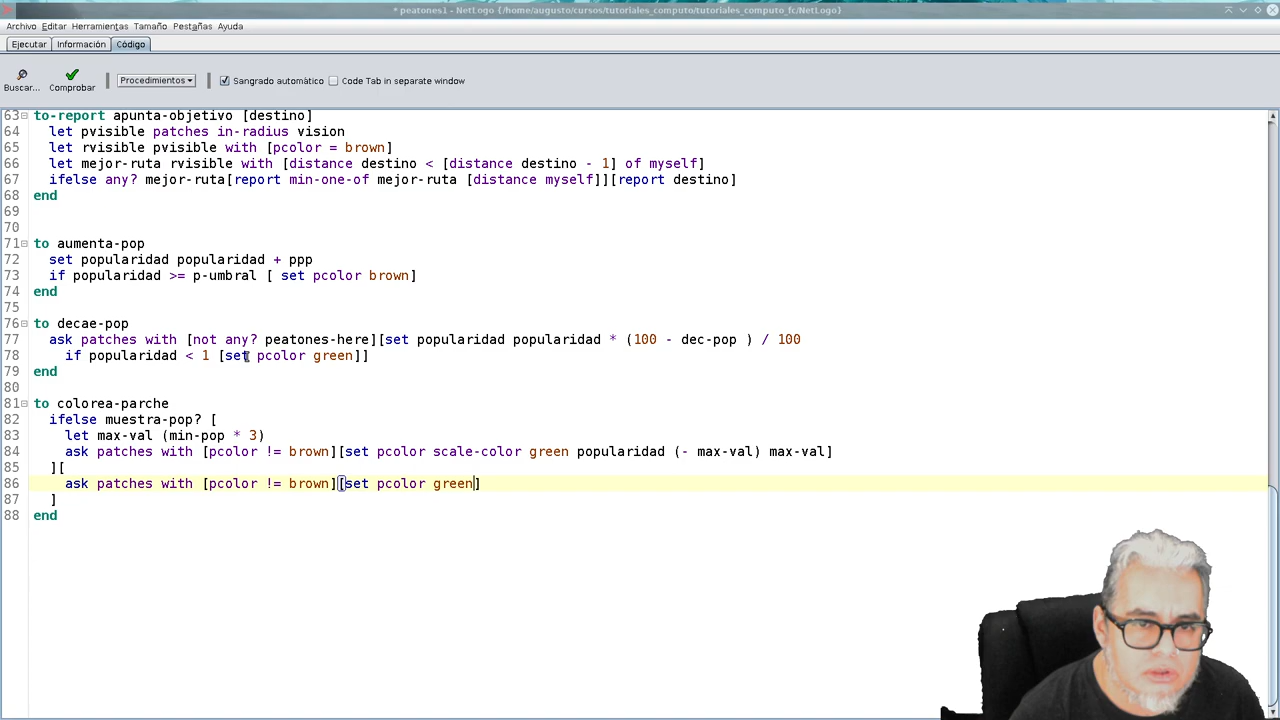 * peatones1 - NetLogo {/home/augusto/cursos/tutoriales_computo/tutoriales_computo_fc/NetLogo}
Archivo Editar Herramientas Tamaño Pestañas Ayuda
Ejecutar Información Código
Buscar... Comprobar Procedimientos Sangrado automático Code Tab in separate window
63 to-report apunta-objetivo [destino]
64 let pvisible patches in-radius vision
65 let rvisible pvisible with [pcolor = brown]
66 let mejor-ruta rvisible with [distance destino < [distance destino - 1] of myself]
67 ifelse any? mejor-ruta[report min-one-of mejor-ruta [distance myself]][report destino]
68 end
69
70
71 to aumenta-pop
72 set popularidad popularidad + ppp
73 if popularidad >= p-umbral [ set pcolor brown]
74 end
75
76 to decae-pop
77 ask patches with [not any? peatones-here][set popularidad popularidad * (100 - dec-pop ) / 100
78 if popularidad < 1 [set pcolor green]]
79 end
80
81 to colorea-parche
82 ifelse muestra-pop? [
83 let max-val (min-pop * 3)
84 ask patches with [pcolor != brown][set pcolor scale-color green popularidad (- max-val) max-val]
85 ][
86 ask patches with [pcolor != brown][set pcolor green]
87 ]
88 end